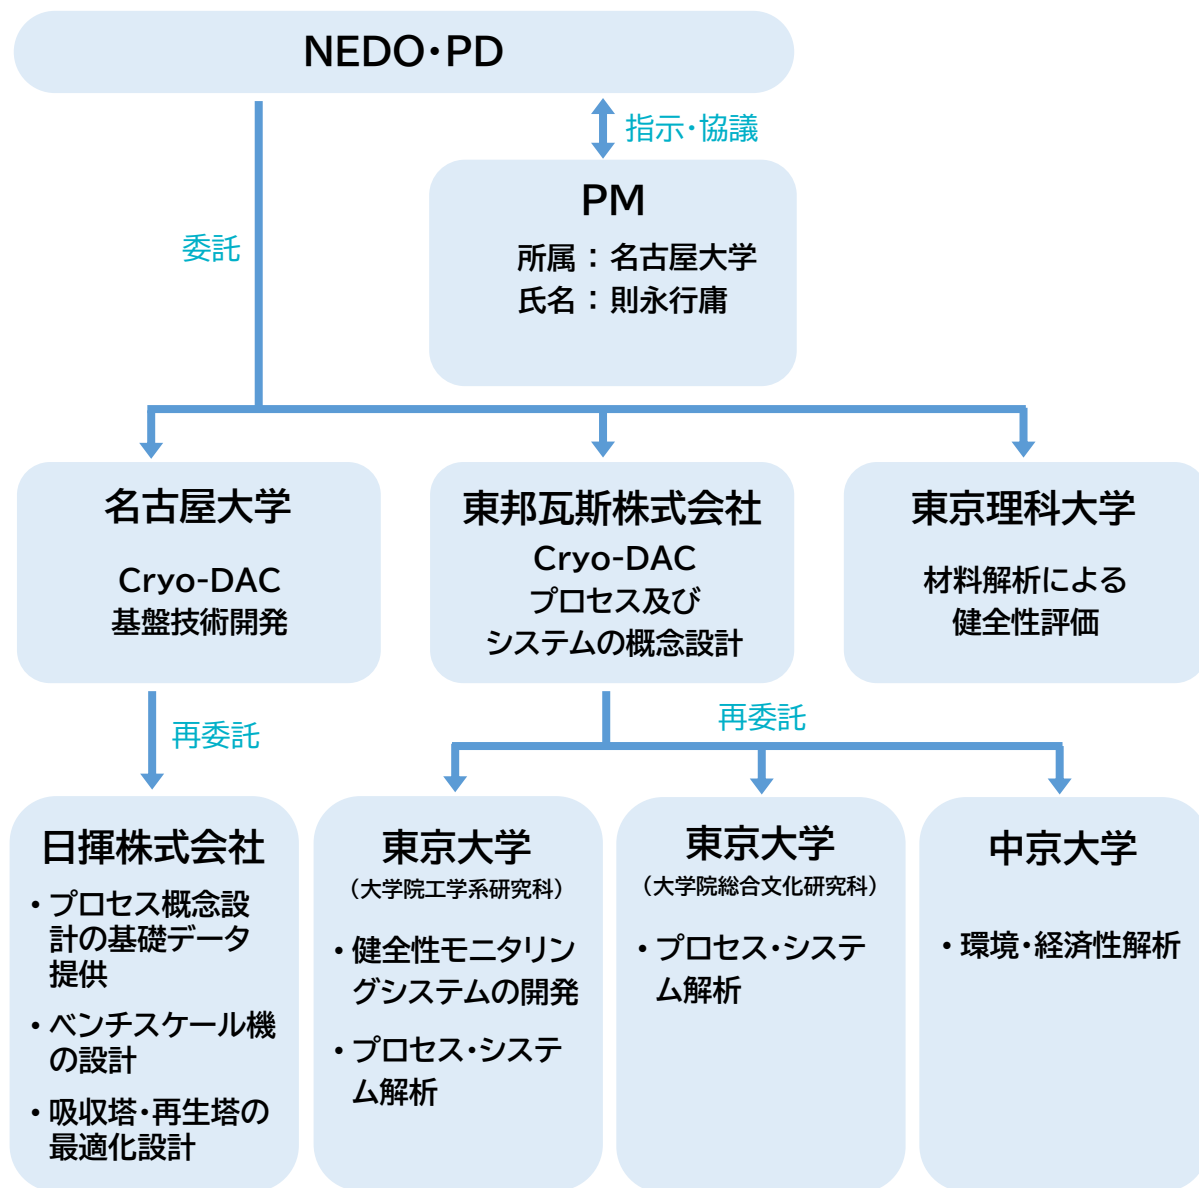 NEDO・PD
指示・協議
PM
所属：名古屋大学
氏名：則永行庸
委託
名古屋大学
Cryo-DAC
基盤技術開発
東邦瓦斯株式会社
Cryo-DAC
プロセス及び
システムの概念設計
東京理科大学
材料解析による
健全性評価
再委託
再委託
日揮株式会社
・プロセス概念設
計の基礎データ
提供
・ベンチスケール機
の設計
・吸収塔・再生塔の
最適化設計
東京大学
（大学院工学系研究科）
・健全性モニタリン
グシステムの開発
・プロセス・システ
ム解析
東京大学
（大学院総合文化研究科）
・プロセス・システ
ム解析
中京大学
・環境・経済性解析